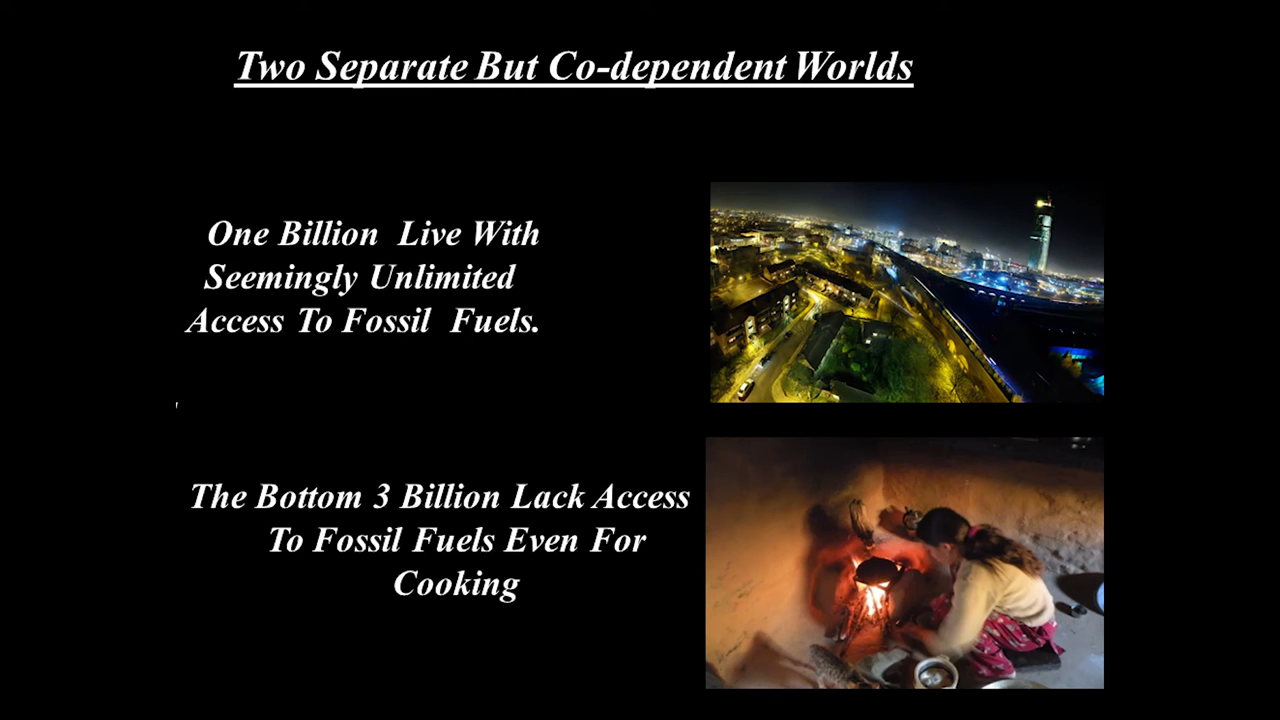 Two Separate But Co-dependent Worlds
One Billion Live With
Seemingly Unlimited
Access To Fossil Fuels.
The Bottom 3 Billion Lack Access
To Fossil Fuels Even For
Cooking